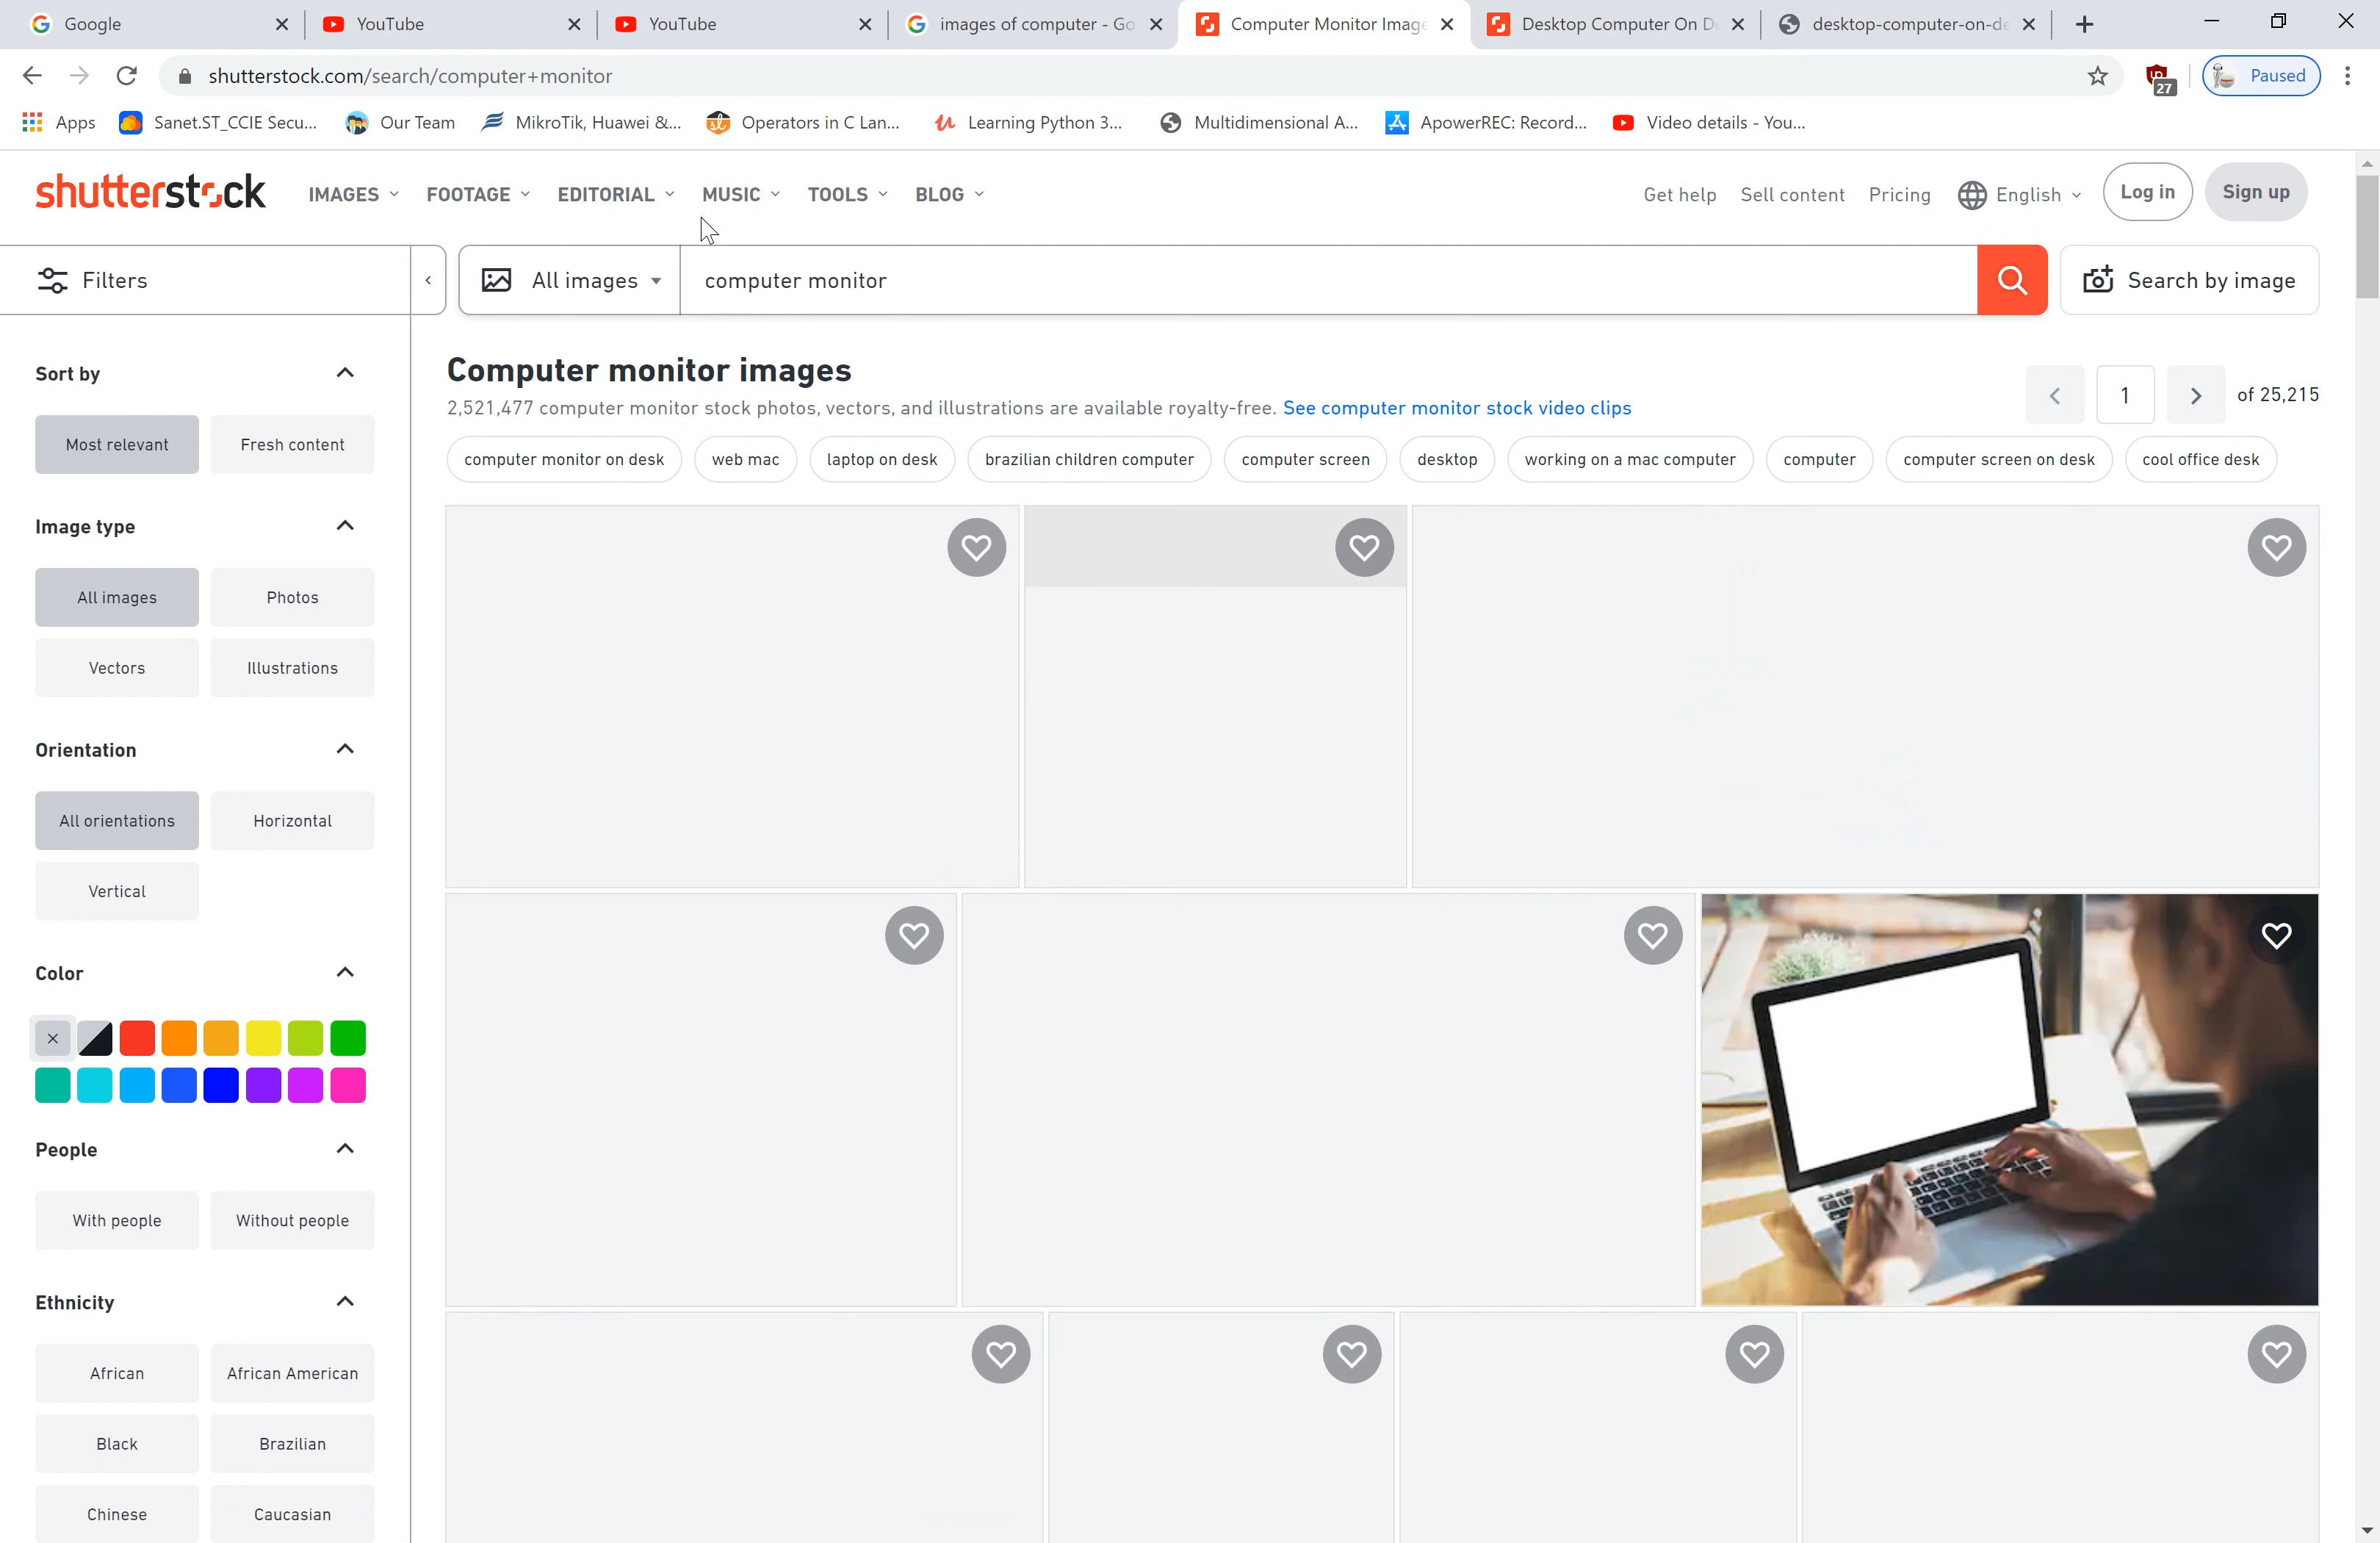 Google
YouTube
YouTube
images of computer - Go
Computer Monitor Image
Desktop Computer On De
desktop-computer-on-de
shutterstock.com/search/computer+monitor
27
Paused
Apps
Sanet.ST_CCIE Secu...
Our Team
MikroTik, Huawei &...
Operators in C Lan...
Learning Python 3...
Multidimensional A...
ApowerREC: Record...
Video details - You...
shutterstock
IMAGES
FOOTAGE
EDITORIAL
MUSIC
TOOLS
BLOG
Get help
Sell content
Pricing
English
Log in
Sign up
Filters
All images
computer monitor
Search by image
Sort by
Most relevant
Fresh content
Image type
All images
Photos
Vectors
Illustrations
Orientation
All orientations
Horizontal
Vertical
Color
People
With people
Without people
Ethnicity
African
African American
Black
Brazilian
Chinese
Caucasian
Computer monitor images
2,521,477 computer monitor stock photos, vectors, and illustrations are available royalty-free. See computer monitor stock video clips
1
of 25,215
computer monitor on desk
web mac
laptop on desk
brazilian children computer
computer screen
desktop
working on a mac computer
computer
computer screen on desk
cool office desk